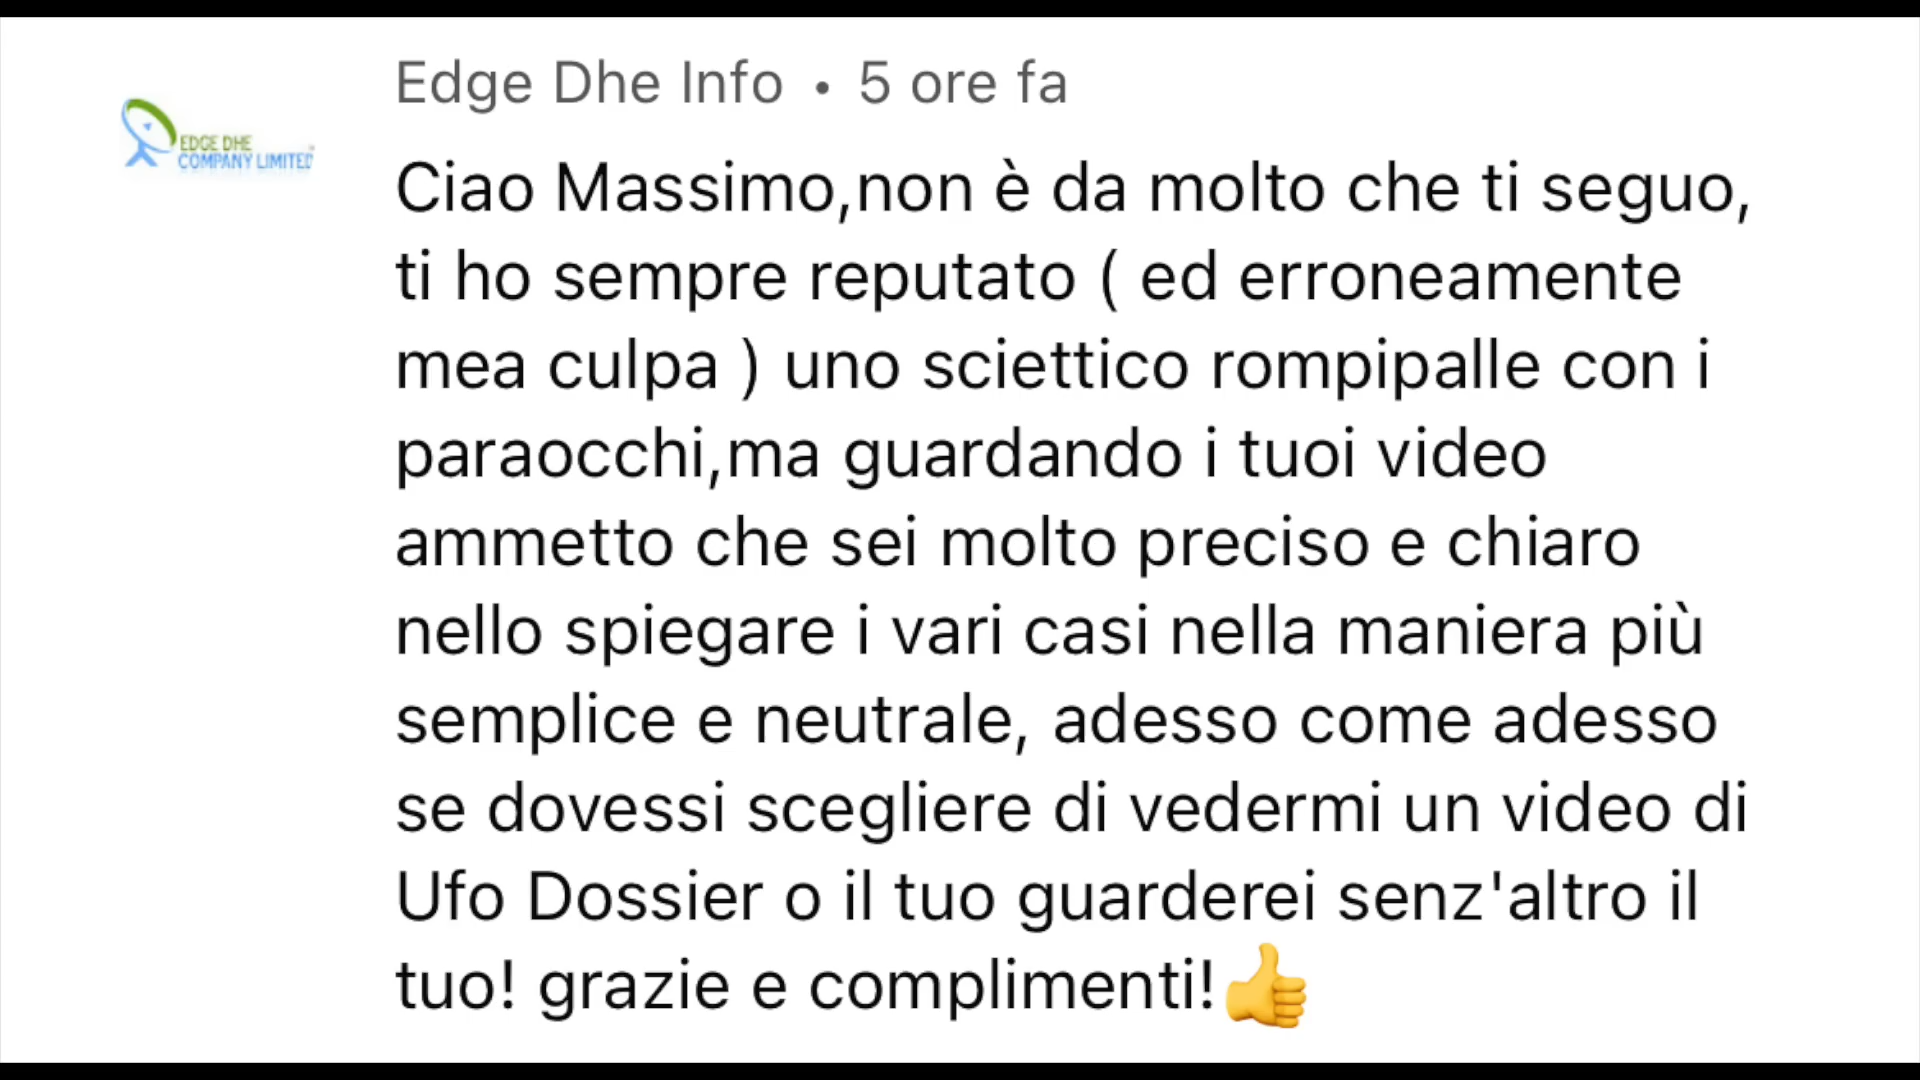 Edge Dhe Info • 5 ore fa
EDGE DHE
COMPANY LIMITED
Ciao Massimo,non è da molto che ti seguo,
ti ho sempre reputato ( ed erroneamente
mea culpa ) uno sciettico rompipalle con i
paraocchi,ma guardando i tuoi video
ammetto che sei molto preciso e chiaro
nello spiegare i vari casi nella maniera più
semplice e neutrale, adesso come adesso
se dovessi scegliere di vedermi un video di
Ufo Dossier o il tuo guarderei senz'altro il
tuo! grazie e complimenti!👍